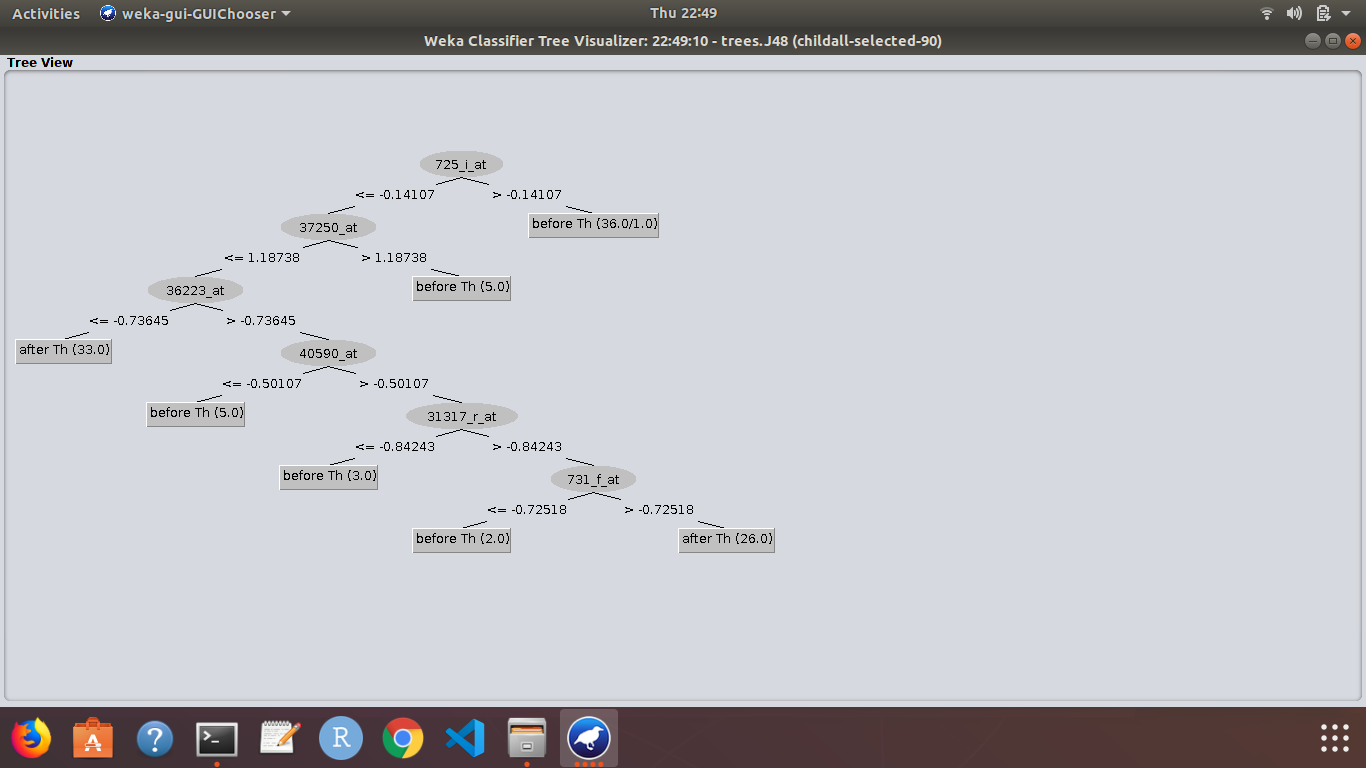 Activities weka-gui-GUIChooser Thu 22:49
Weka Classifier Tree Visualizer: 22:49:10 - trees.J48 (childall-selected-90)
Tree View
725_i_at
<= -0.14107 > -0.14107
37250_at before Th (36.0/1.0)
<= 1.18738 > 1.18738
36223_at before Th (5.0)
<= -0.73645 > -0.73645
after Th (33.0) 40590_at
<= -0.50107 > -0.50107
before Th (5.0) 31317_r_at
<= -0.84243 > -0.84243
before Th (3.0) 731_f_at
<= -0.72518 > -0.72518
before Th (2.0) after Th (26.0)
A ? >_ R